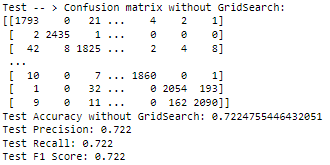 Test -- > Confusion matrix without GridSearch:
[[1793 0 21 ... 4 2 1]
[ 2 2435 1 ... 0 0 0]
[ 42 8 1825 ... 2 4 8]
...
[ 10 0 7 ... 1860 0 1]
[ 1 0 32 ... 0 2054 193]
[ 9 0 11 ... 0 162 2090]]
Test Accuracy without GridSearch: 0.7224755446432051
Test Precision: 0.722
Test Recall: 0.722
Test F1 Score: 0.722